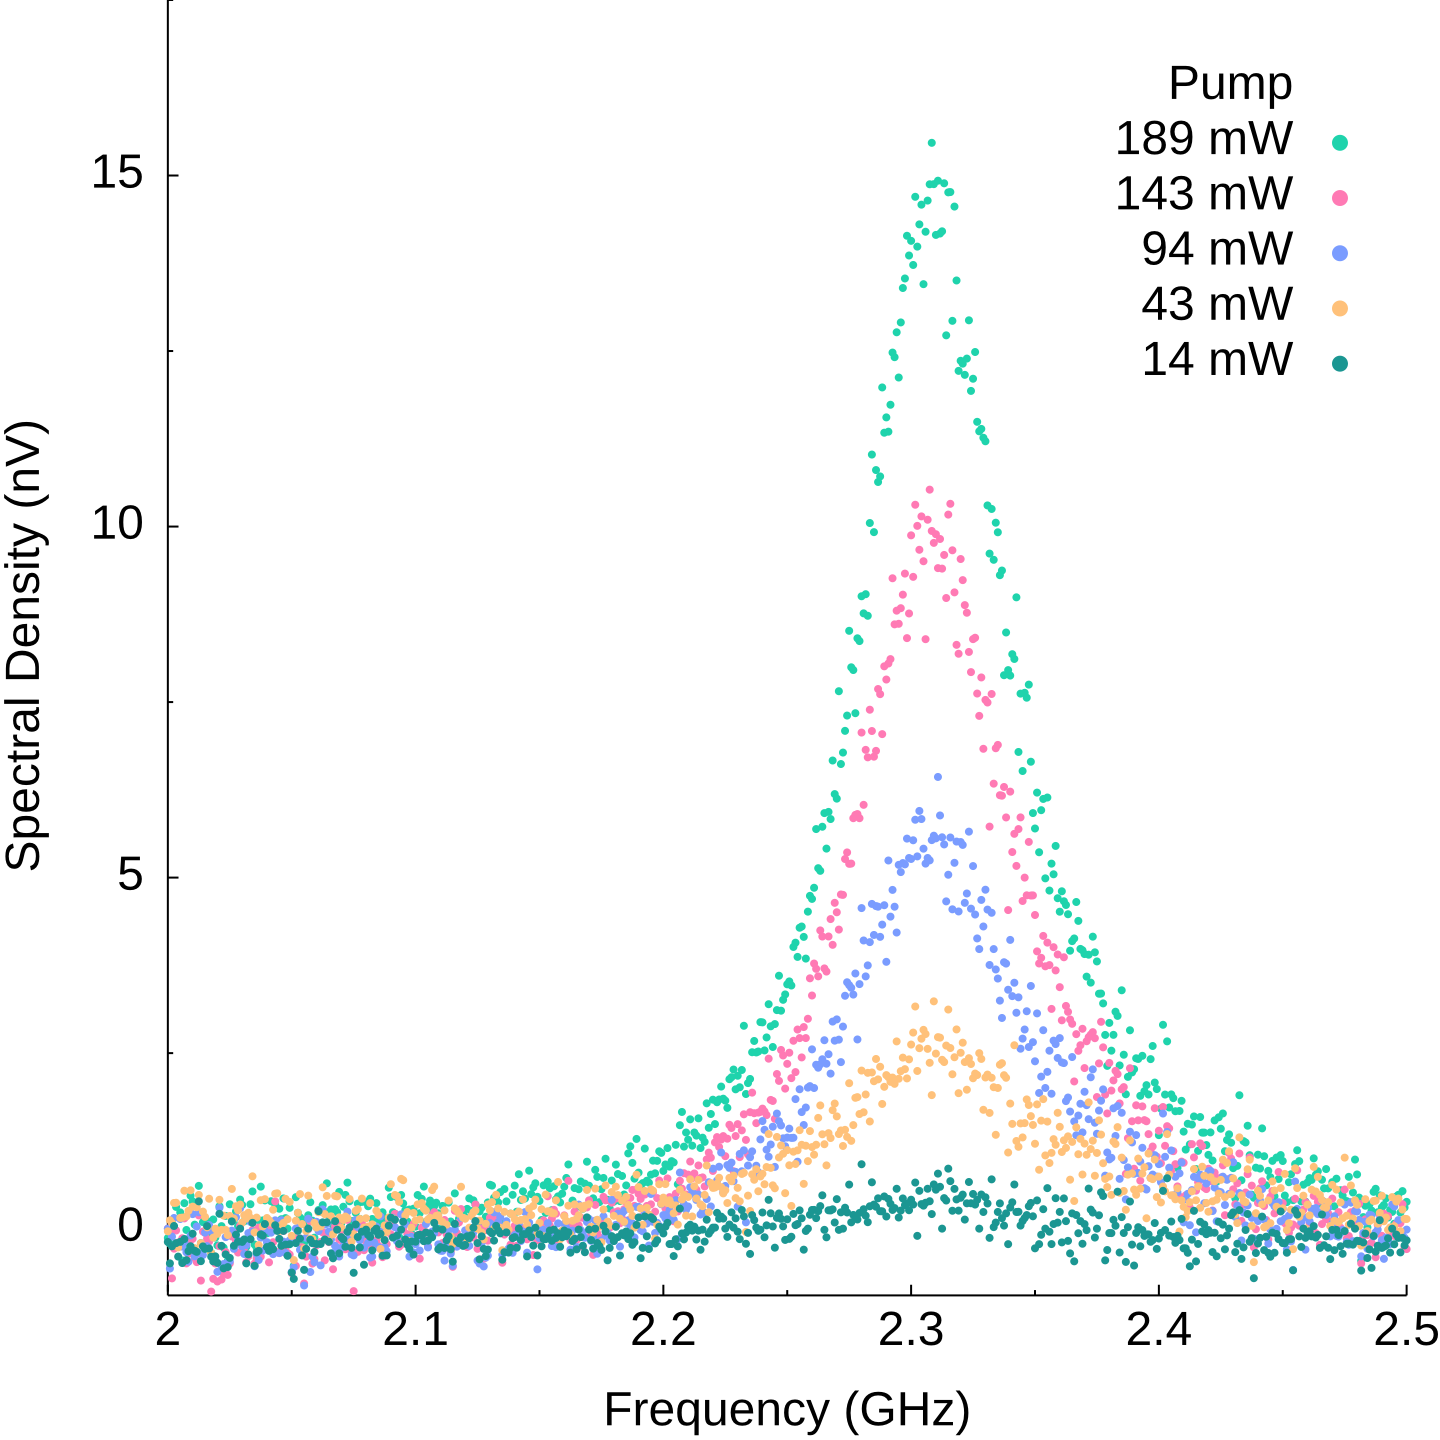 Pump
189 mW
143 mW
94 mW
43 mW
14 mW
15
10
5
0
Spectral Density (nV)
2 2.1 2.2 2.3 2.4 2.5
Frequency (GHz)